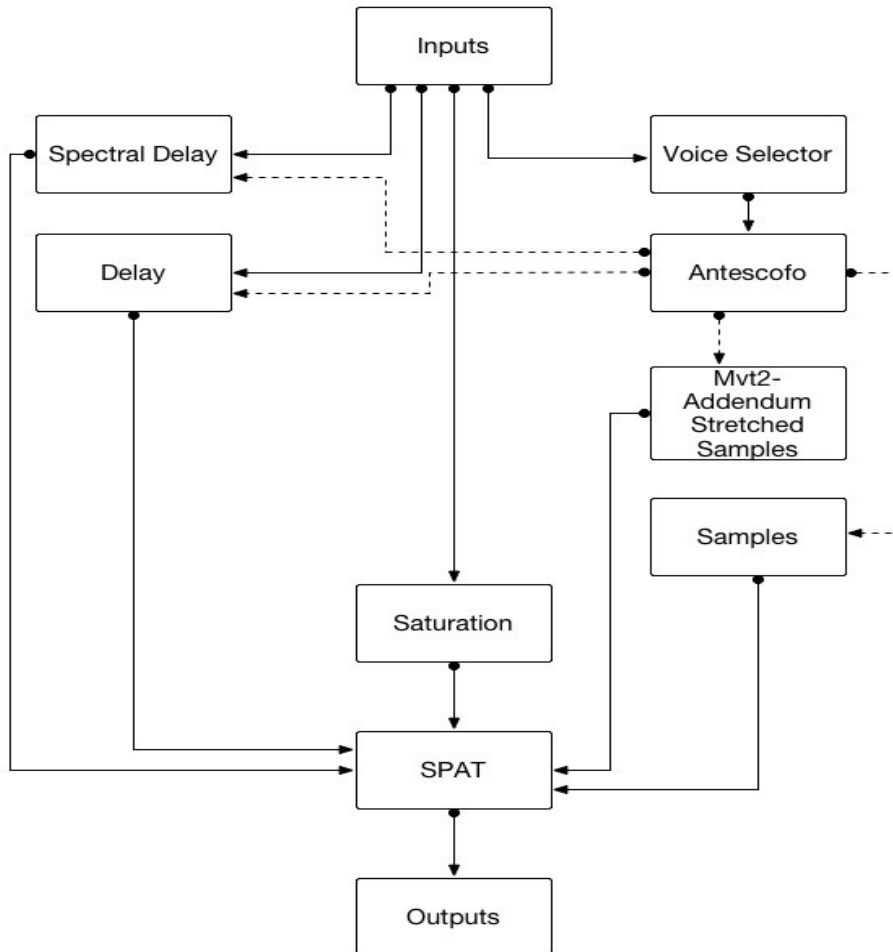 Inputs
Spectral Delay
Voice Selector
Delay
Antescofo
Mvt2-
Addendum
Stretched
Samples
Samples
Saturation
SPAT
Outputs